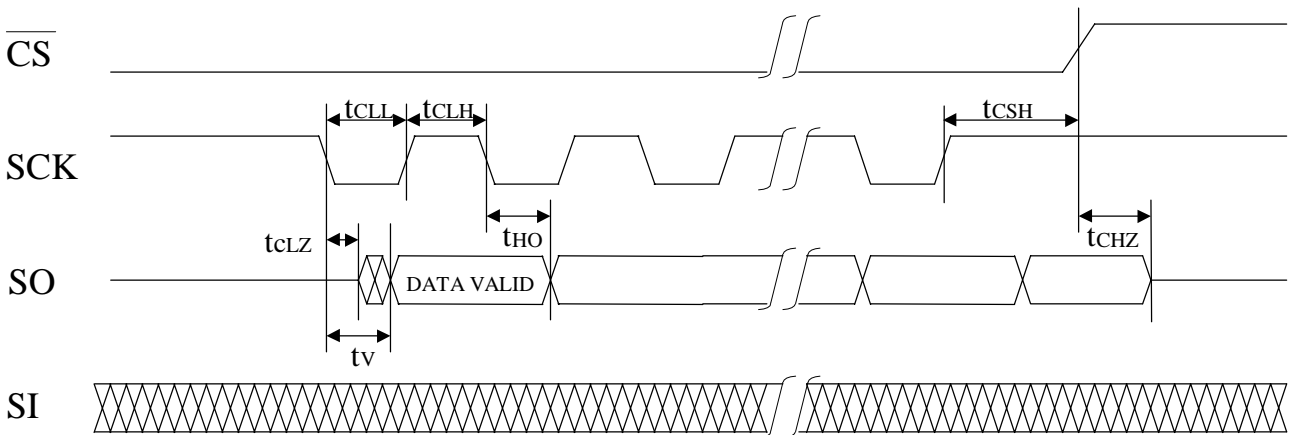 CS
tCLL tCLH tCSH
SCK
tCLZ tHO tCHZ
SO DATA VALID
tV
SI